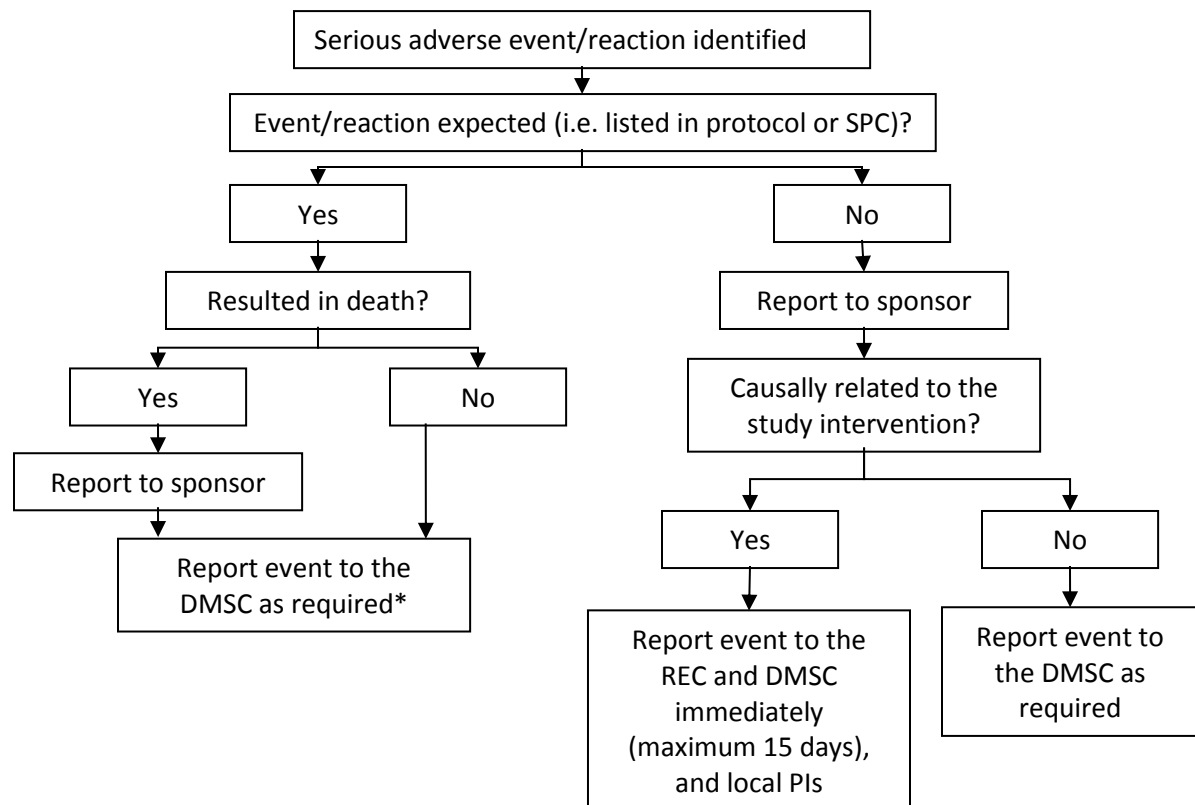 Serious adverse event/reaction identified
Event/reaction expected (i.e. listed in protocol or SPC)?
Yes
No
Resulted in death?
Report to sponsor
Yes
No
Causally related to the
study intervention?
Report to sponsor
Yes
No
Report event to the
DMSC as required*
Report event to the
REC and DMSC
immediately
(maximum 15 days),
and local PIs
Report event to
the DMSC as
required